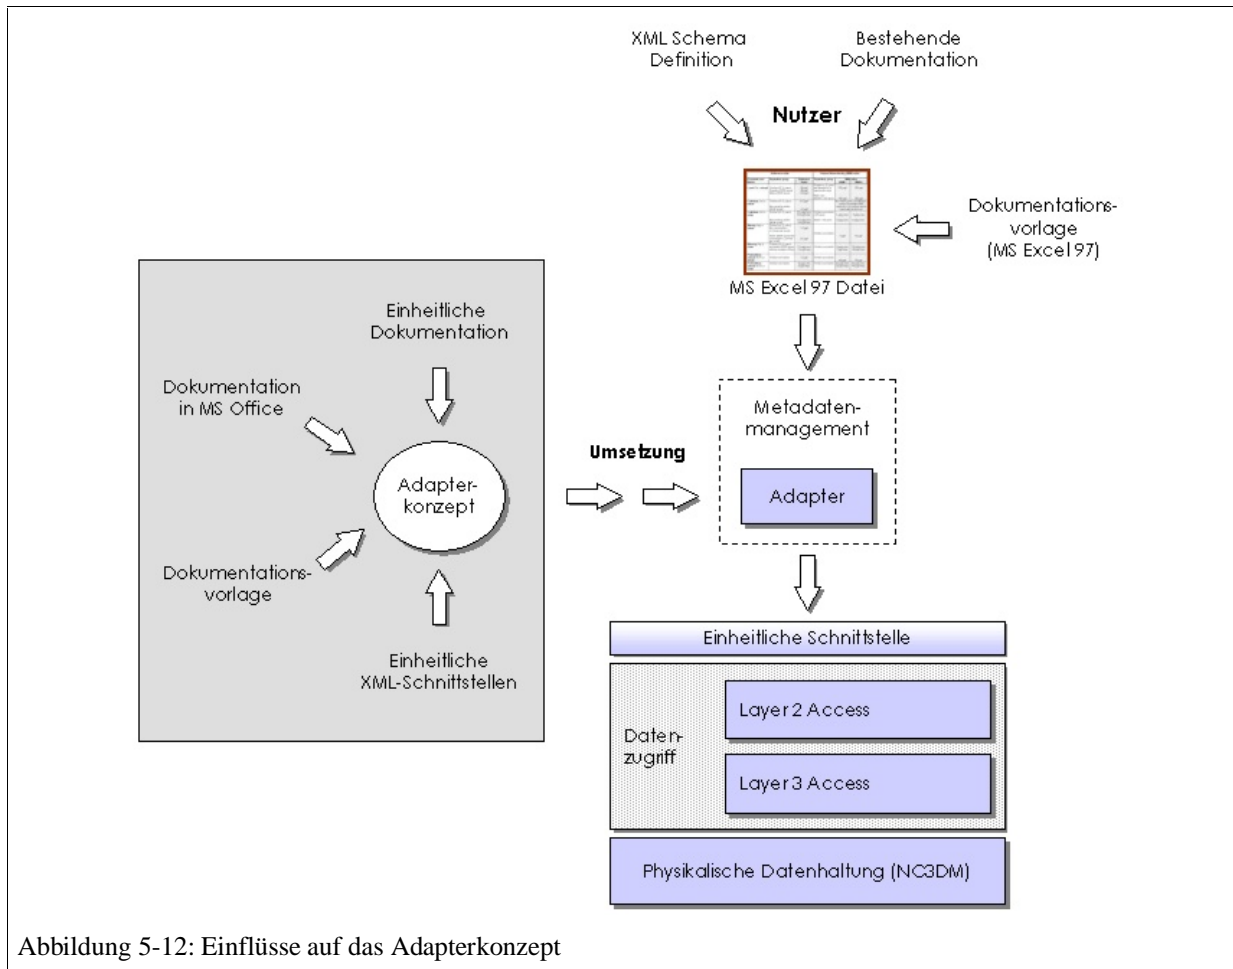 XML Schema
Definition
Bestehende
Dokumentation
Nutzer
Dokumentations-
vorlage
(MS Excel 97)
MS Excel 97 Datei
Einheitliche
Dokumentation
Dokumentation
in MS Office
Adapter-
konzept
Dokumentations-
vorlage
Einheitliche
XML-Schnittstellen
Umsetzung
Metadaten-
management
Adapter
Einheitliche Schnittstelle
Daten-
zugriff
Layer 2 Access
Layer 3 Access
Physikalische Datenhaltung (NC3DM)
Abbildung 5-12: Einflüsse auf das Adapterkonzept